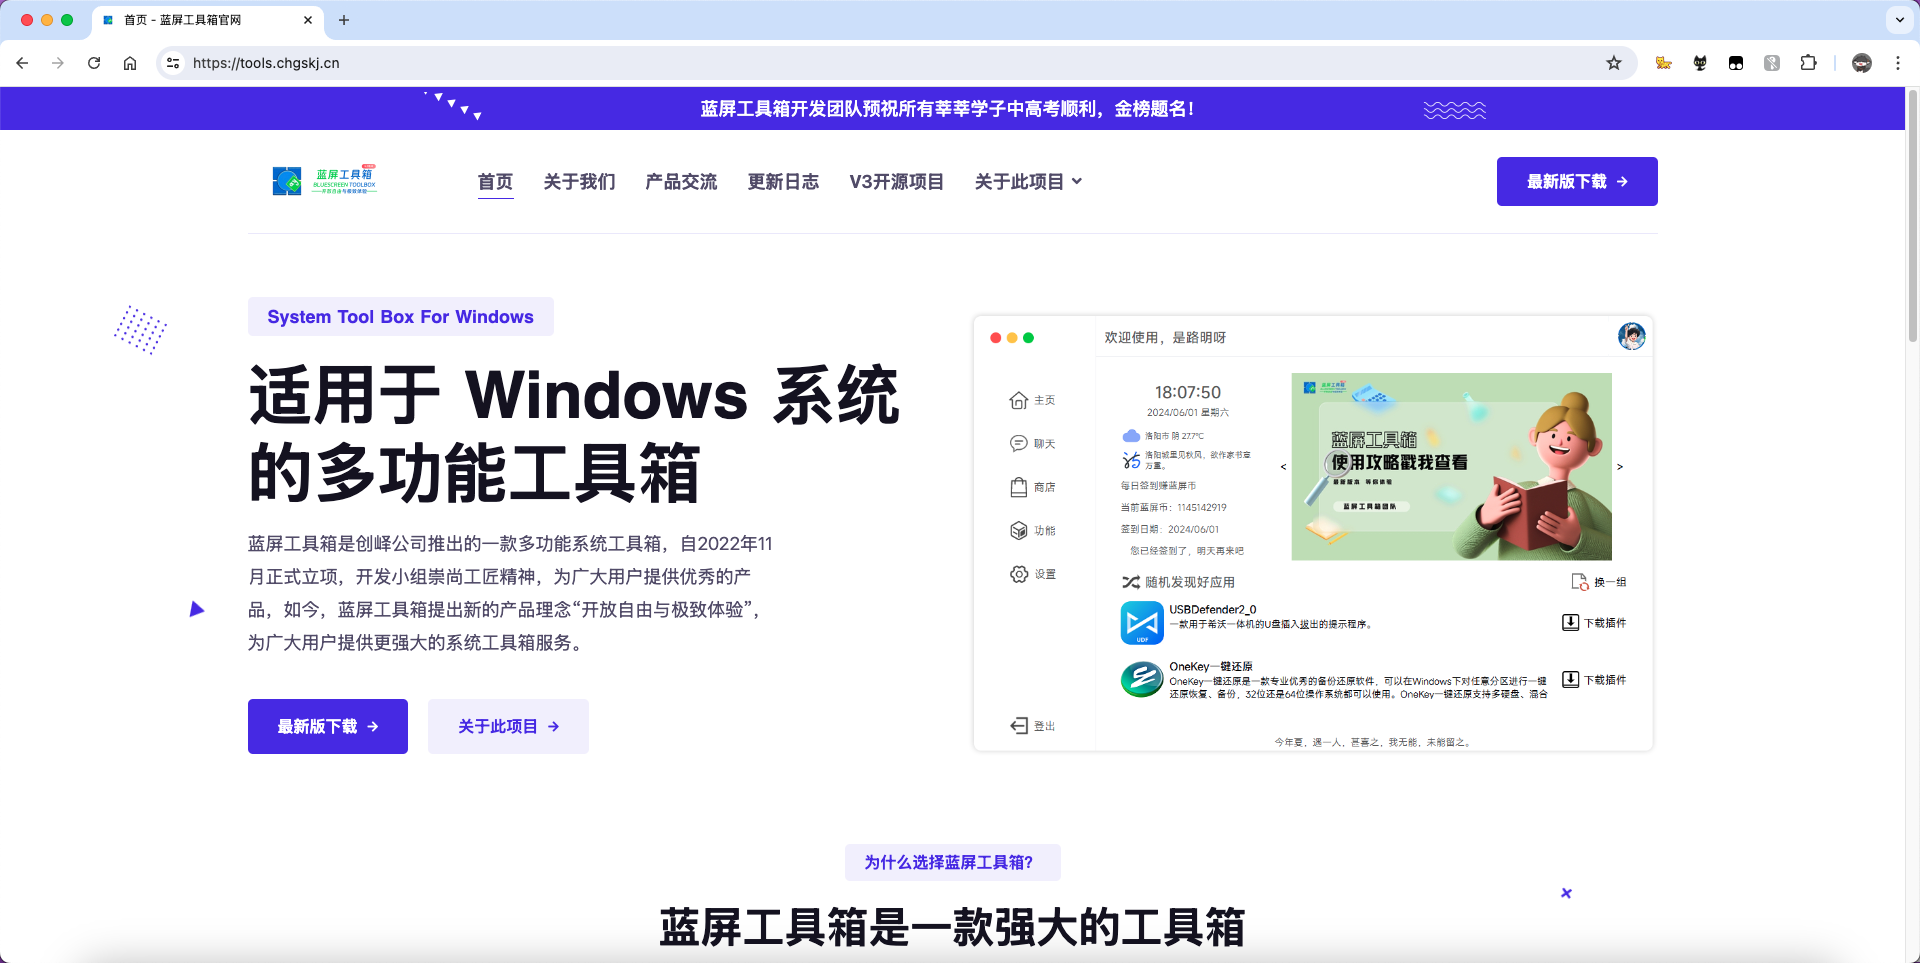 首页 - 蓝屏工具箱官网
https://tools.chgskj.cn
蓝屏工具箱开发团队预祝所有莘莘学子中高考顺利，金榜题名！
蓝屏工具箱
BLUESCREEN TOOLBOX
首页
关于我们
产品交流
更新日志
V3开源项目
关于此项目
最新版下载
System Tool Box For Windows
适用于 Windows 系统
的多功能工具箱
蓝屏工具箱是创峄公司推出的一款多功能系统工具箱，自2022年11
月正式立项，开发小组崇尚工匠精神，为广大用户提供优秀的产
品，如今，蓝屏工具箱提出新的产品理念“开放自由与极致体验”，
为广大用户提供更强大的系统工具箱服务。
最新版下载
关于此项目
欢迎使用，是路明呀
主页
聊天
商店
功能
设置
登出
18:07:50
2024/06/01 星期六
洛阳市 阴 27.7°C
洛阳城里见秋风，欲作家书意
万重。
每日签到赚蓝屏币
当前蓝屏币：1145142919
签到日期：2024/06/01
您已经签到了，明天再来吧
<
蓝屏工具箱
使用攻略戳我查看
最新版本 等你体验
蓝屏工具箱团队
>
随机发现好应用
换一组
USBDefender2_0
一款用于希沃一体机的U盘插入拔出的提示程序。
UDF
下载插件
OneKey一键还原
OneKey一键还原是一款专业优秀的备份还原软件，可以在Windows下对任意分区进行一键
还原恢复、备份，32位还是64位操作系统都可以使用。OneKey一键还原支持多硬盘、混合
下载插件
今年夏，遇一人，甚喜之，我无能，未能留之。
为什么选择蓝屏工具箱?
蓝屏工具箱是一款强大的工具箱